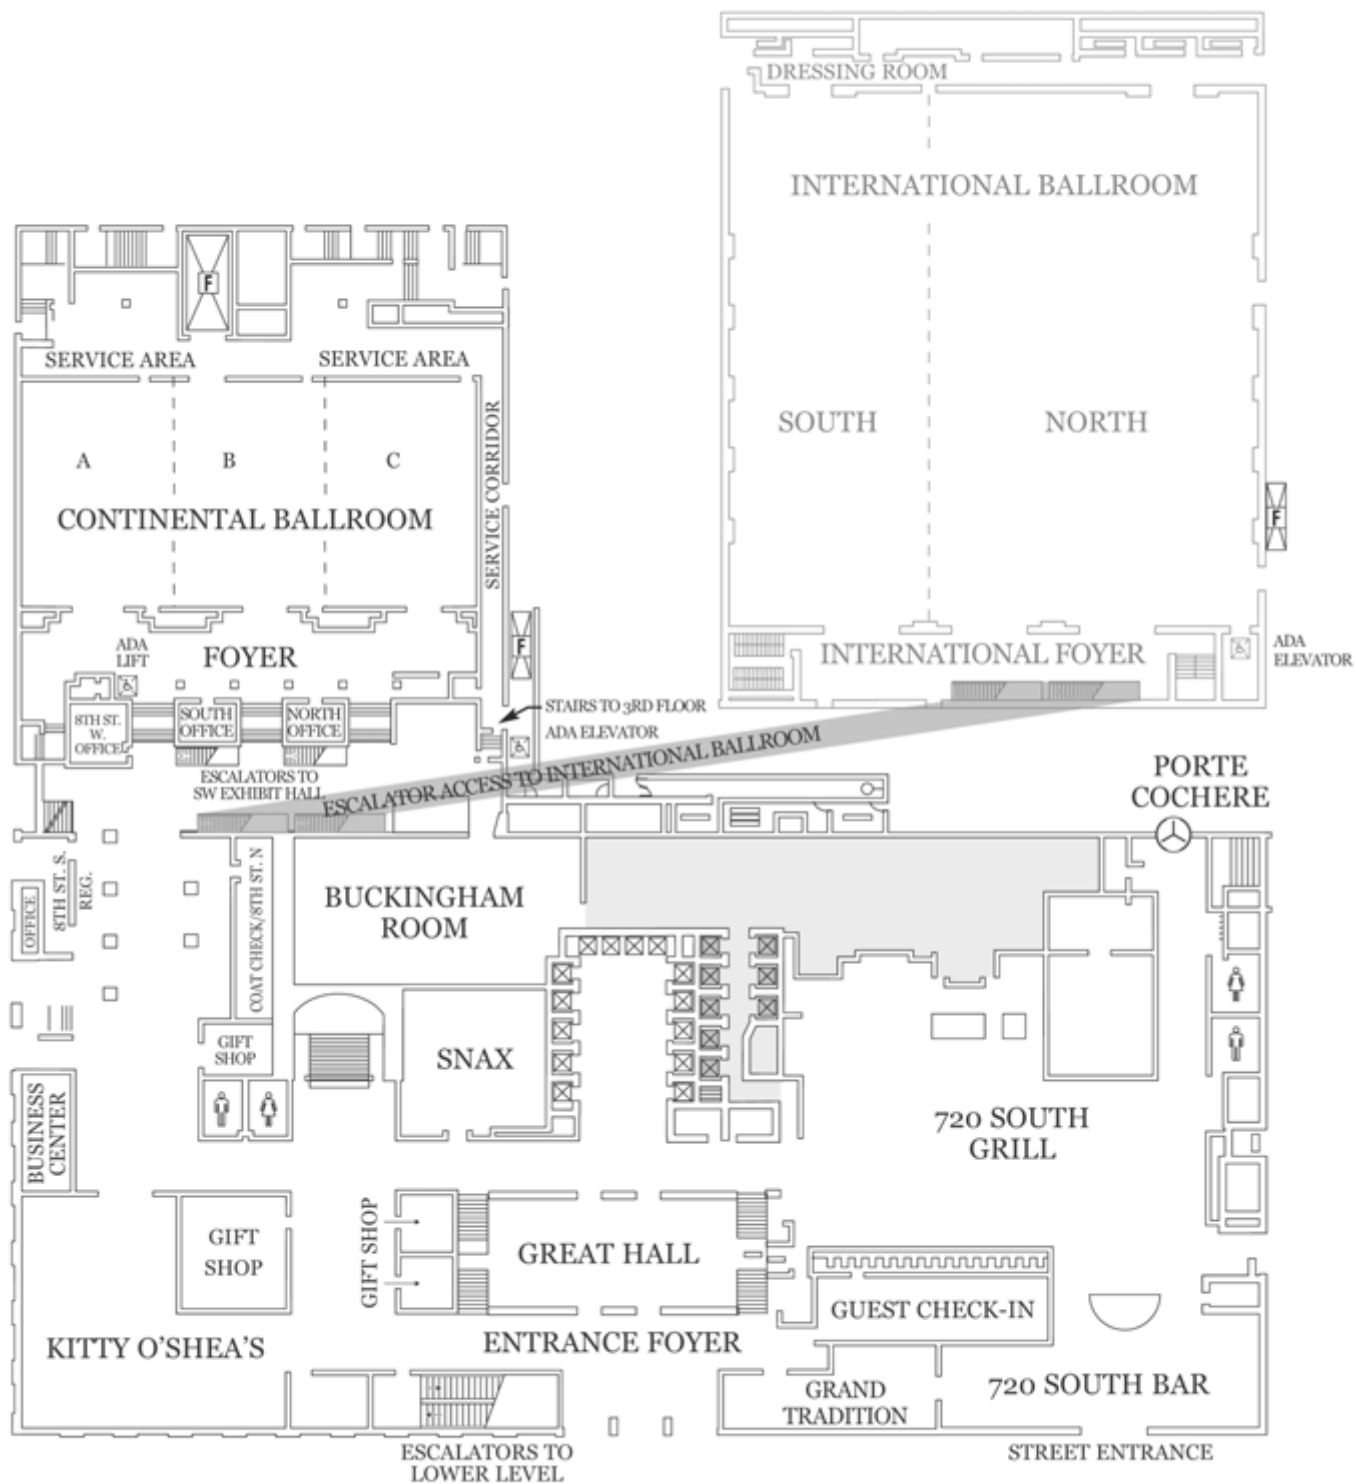 DRESSING ROOM
INTERNATIONAL BALLROOM
SOUTH
NORTH
F
INTERNATIONAL FOYER
ADA
ELEVATOR
F
SERVICE AREA
SERVICE AREA
A
B
C
CONTINENTAL BALLROOM
SERVICE CORRIDOR
F
ADA
LIFT
FOYER
8TH ST.
W.
OFFICE
SOUTH
OFFICE
NORTH
OFFICE
STAIRS TO 3RD FLOOR
ADA ELEVATOR
ESCALATORS TO
SW EXHIBIT HALL
ESCALATOR ACCESS TO INTERNATIONAL BALLROOM
PORTE
COCHERE
OFFICE
8TH ST. S.
REG.
COAT CHECK/8TH ST. N
BUCKINGHAM
ROOM
GIFT
SHOP
SNAX
720 SOUTH
GRILL
BUSINESS
CENTER
GIFT
SHOP
GIFT SHOP
GREAT HALL
GUEST CHECK-IN
KITTY O'SHEA'S
ENTRANCE FOYER
GRAND
TRADITION
720 SOUTH BAR
ESCALATORS TO
LOWER LEVEL
STREET ENTRANCE